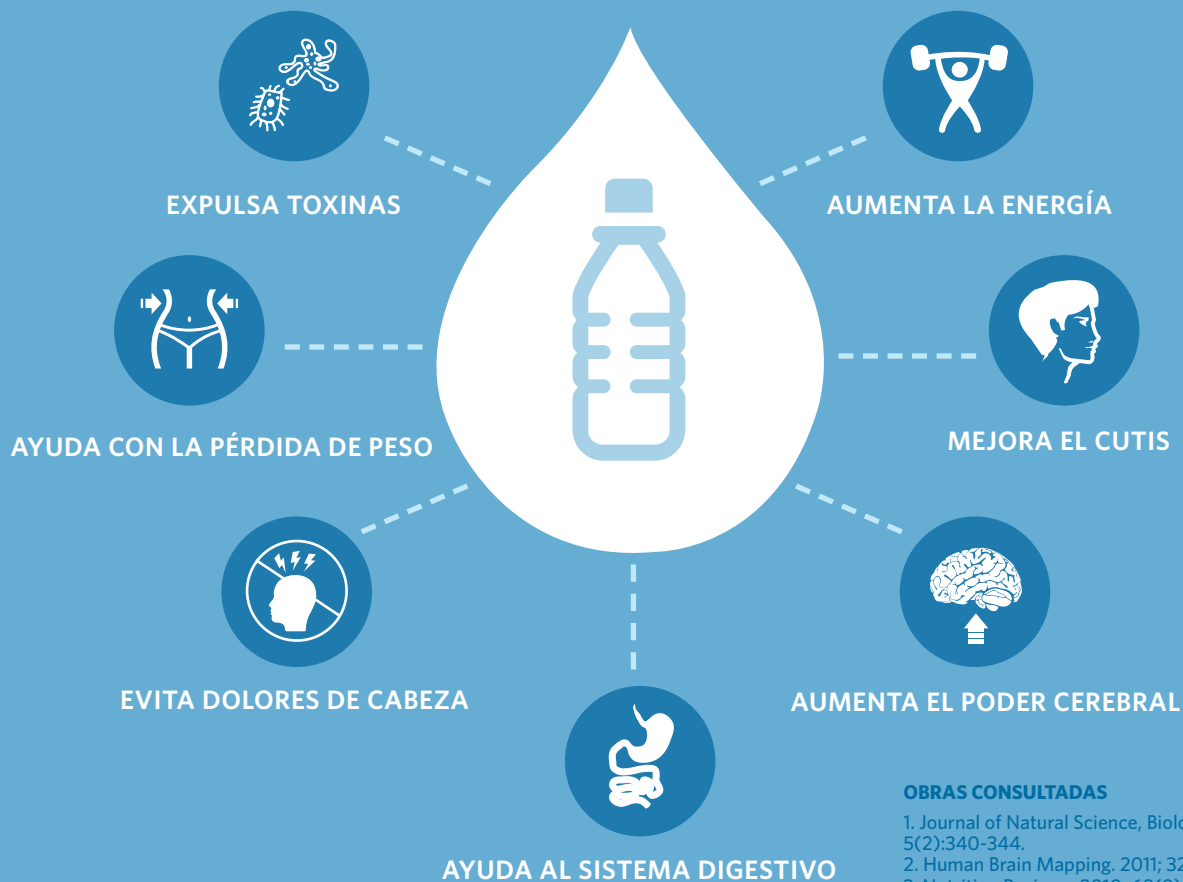 EXPULSA TOXINAS
AUMENTA LA ENERGÍA
AYUDA CON LA PÉRDIDA DE PESO
MEJORA EL CUTIS
EVITA DOLORES DE CABEZA
AUMENTA EL PODER CEREBRAL
AYUDA AL SISTEMA DIGESTIVO
OBRAS CONSULTADAS
1. Journal of Natural Science,
5(2):340-344.
2. Human Brain Mapping. 2011; 32